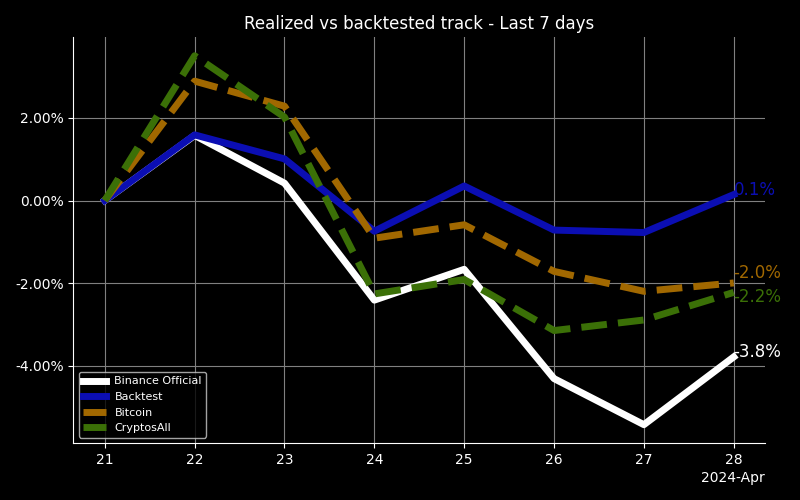 Realized vs backtested track - Last 7 days
2.00%
0.00%
-2.00%
-4.00%
0.1%
-2.0%
-2.2%
-3.8%
Binance Official
Backtest
Bitcoin
CryptosAll
21 22 23 24 25 26 27 28
2024-Apr